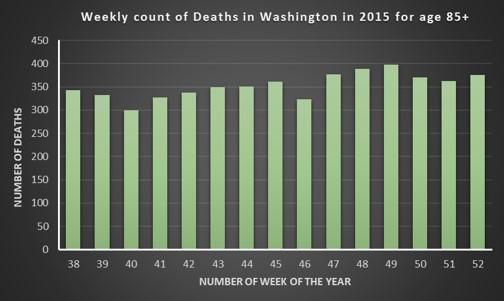 Weekly count of Deaths in Washington in 2015 for age 85+
450
400
350
300
250
200
150
100
50
0
NUMBER OF DEATHS
38 39 40 41 42 43 44 45 46 47 48 49 50 51 52
NUMBER OF WEEK OF THE YEAR